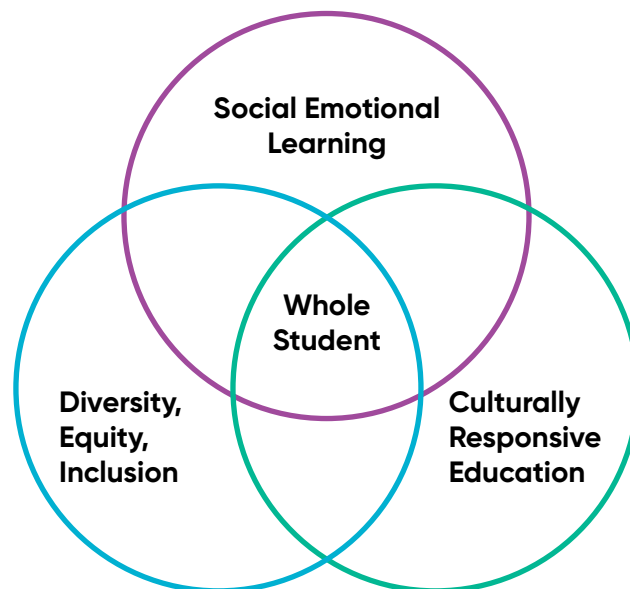 Social Emotional
Learning
Whole
Student
Diversity,
Equity,
Inclusion
Culturally
Responsive
Education